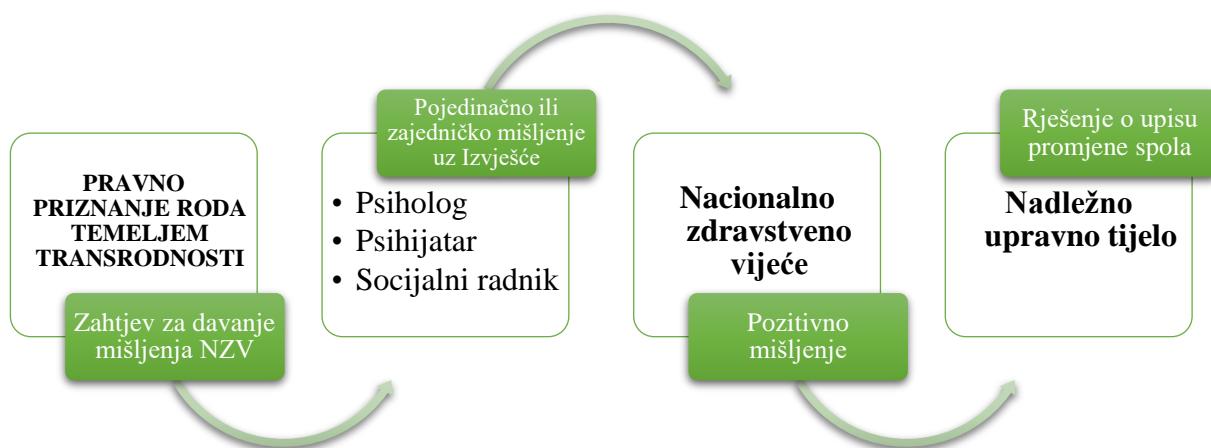 PRAVNO
PRIZNANJE RODA
TEMELJEM
TRANSRODNOSTI
Zahtjev za davanje
mišljenja NZV
Pojedinačno ili
zajedničko mišljenje
uz Izvješće
• Psiholog
• Psihijatar
• Socijalni radnik
Nacionalno
zdravstveno
vijeće
Pozitivno
mišljenje
Rješenje o upisu
promjene spola
Nadležno
upravno tijelo